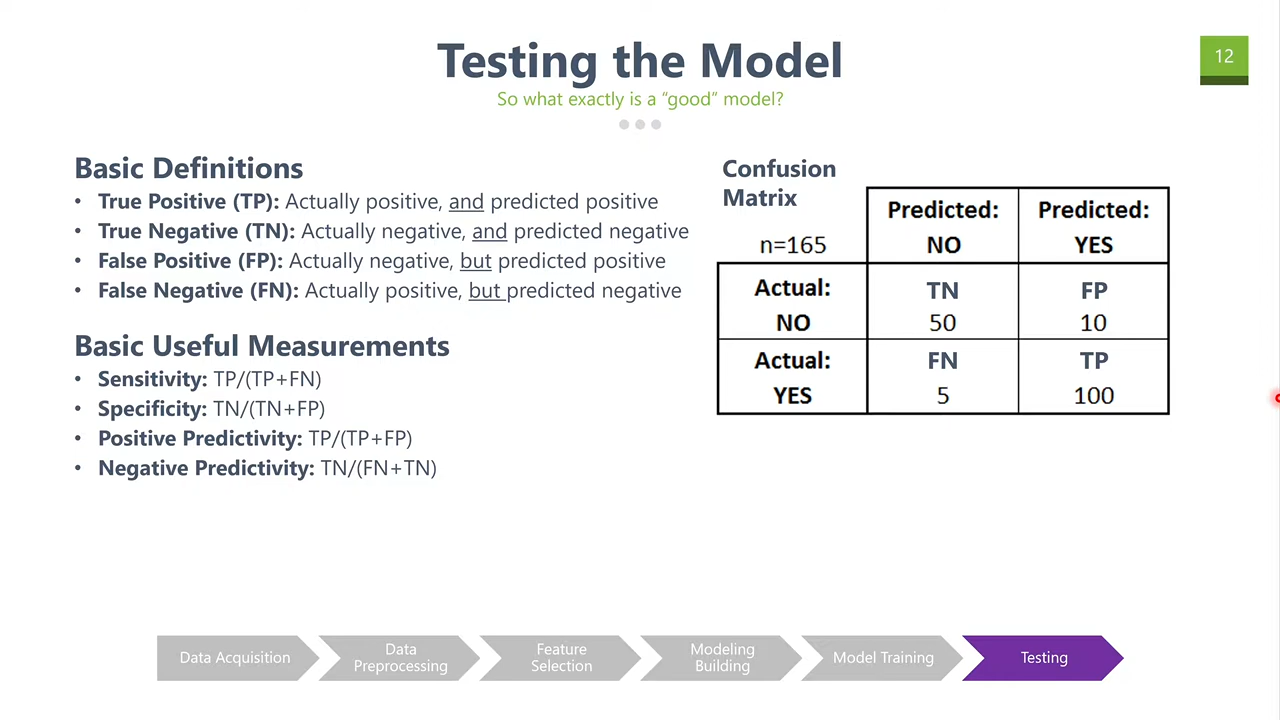 Testing the Model
12
So what exactly is a “good” model?
Basic Definitions
• True Positive (TP): Actually positive, and predicted positive
• True Negative (TN): Actually negative, and predicted negative
• False Positive (FP): Actually negative, but predicted positive
• False Negative (FN): Actually positive, but predicted negative
Basic Useful Measurements
• Sensitivity: TP/(TP+FN)
• Specificity: TN/(TN+FP)
• Positive Predictivity: TP/(TP+FP)
• Negative Predictivity: TN/(FN+TN)
Confusion
Matrix
n=165
Predicted:
NO
Predicted:
YES
Actual:
NO
TN
50
FP
10
Actual:
YES
FN
5
TP
100
Data Acquisition
Data
Preprocessing
Feature
Selection
Modeling
Building
Model Training
Testing